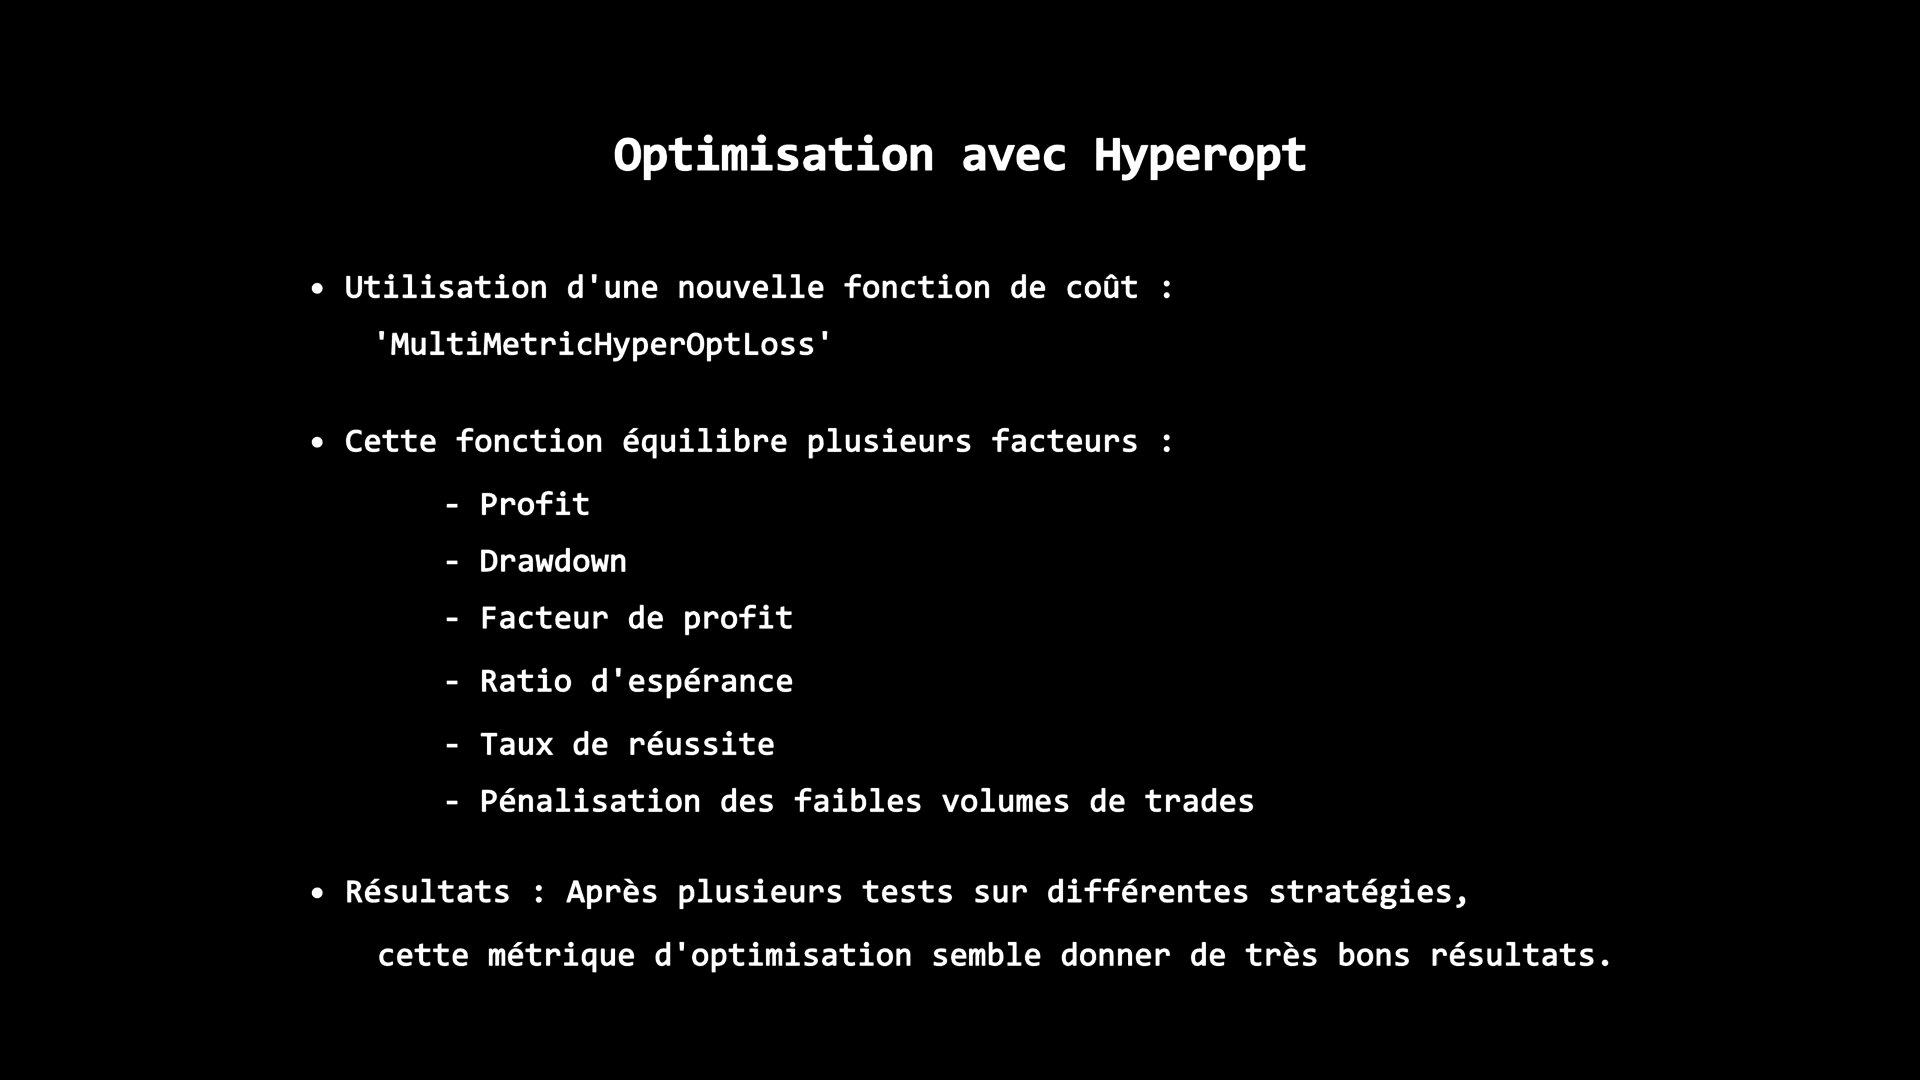 Optimisation avec Hyperopt
• Utilisation d'une nouvelle fonction de coût :
'MultiMetricHyperOptLoss'
• Cette fonction équilibre plusieurs facteurs :
- Profit
- Drawdown
- Facteur de profit
- Ratio d'espérance
- Taux de réussite
- Pénalisation des faibles volumes de trades
• Résultats : Après plusieurs tests sur différentes stratégies,
cette métrique d'optimisation semble donner de très bons résultats.